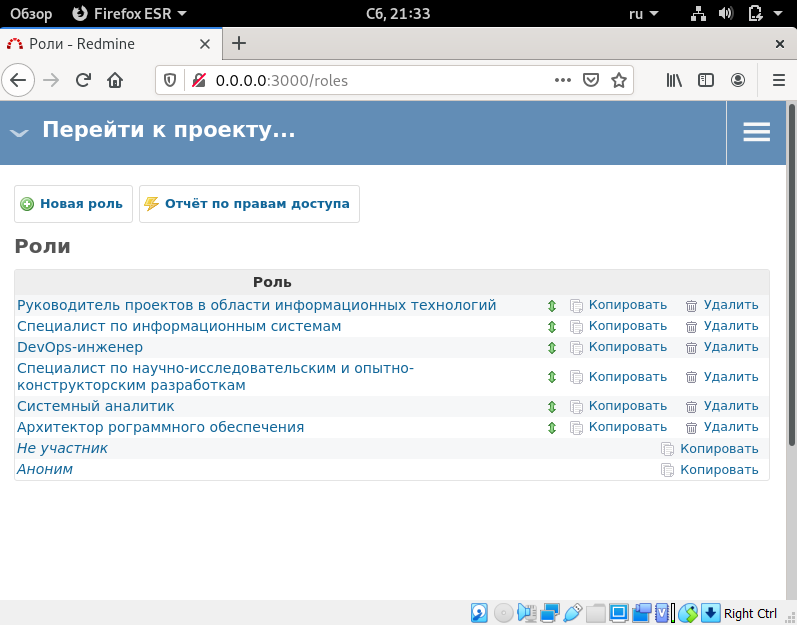 Обзор Firefox ESR Сб, 21:33 ru
Роли - Redmine
0.0.0.0:3000/roles
Перейти к проекту...
Новая роль Отчёт по правам доступа
Роли
Роль
Руководитель проектов в области информационных технологий Копировать Удалить
Специалист по информационным системам Копировать Удалить
DevOps-инженер Копировать Удалить
Специалист по научно-исследовательским и опытно-
конструкторским разработкам Копировать Удалить
Системный аналитик Копировать Удалить
Архитектор рограммного обеспечения Копировать Удалить
Не участник Копировать
Аноним Копировать
Right Ctrl